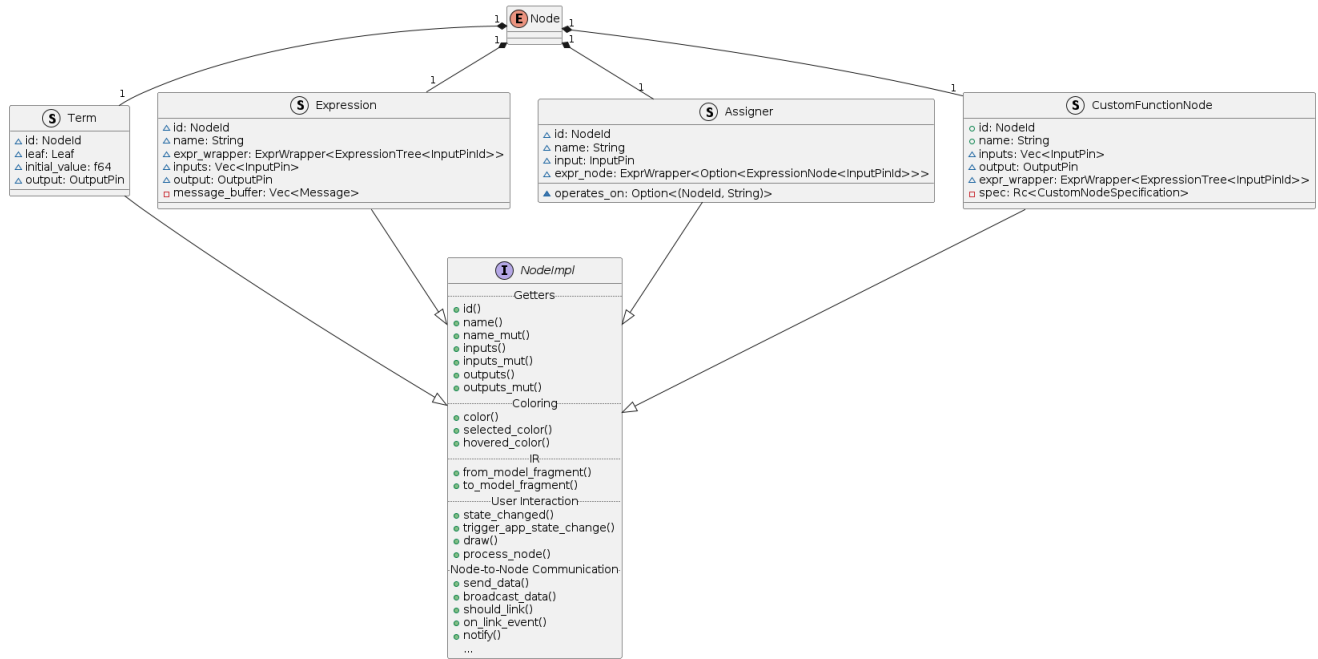 E Node
1
1
1
1
1
1
1
1
S Term
id: NodeId
leaf: Leaf
initial_value: f64
output: OutputPin
S Expression
id: NodeId
name: String
expr_wrapper: ExprWrapper<ExpressionTree<InputPinId>>
inputs: Vec<InputPin>
output: OutputPin
message_buffer: Vec<Message>
S Assigner
id: NodeId
name: String
input: InputPin
expr_node: ExprWrapper<Option<ExpressionNode<InputPinId>>>
operates_on: Option<(NodeId, String)>
S CustomFunctionNode
id: NodeId
name: String
inputs: Vec<InputPin>
output: OutputPin
expr_wrapper: ExprWrapper<ExpressionTree<InputPinId>>
spec: Rc<CustomNodeSpecification>
I NodeImpl
Getters
id()
name()
name_mut()
inputs()
inputs_mut()
outputs()
outputs_mut()
Coloring
color()
selected_color()
hovered_color()
IR
from_model_fragment()
to_model_fragment()
User Interaction
state_changed()
trigger_app_state_change()
draw()
process_node()
Node-to-Node Communication
send_data()
broadcast_data()
should_link()
on_link_event()
notify()
...